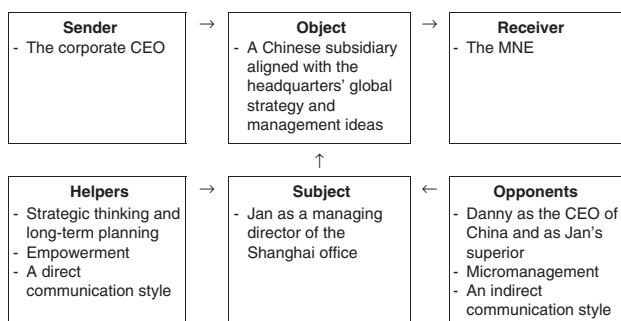 Sender
- The corporate CEO
→
Object
- A Chinese subsidiary
aligned with the
headquarters’ global
strategy and
management ideas
→
Receiver
- The MNE
↑
Helpers
- Strategic thinking and
long-term planning
- Empowerment
- A direct
communication style
→
Subject
- Jan as a managing
director of the
Shanghai office
←
Opponents
- Danny as the CEO of
China and as Jan’s
superior
- Micromanagement
- An indirect
communication style